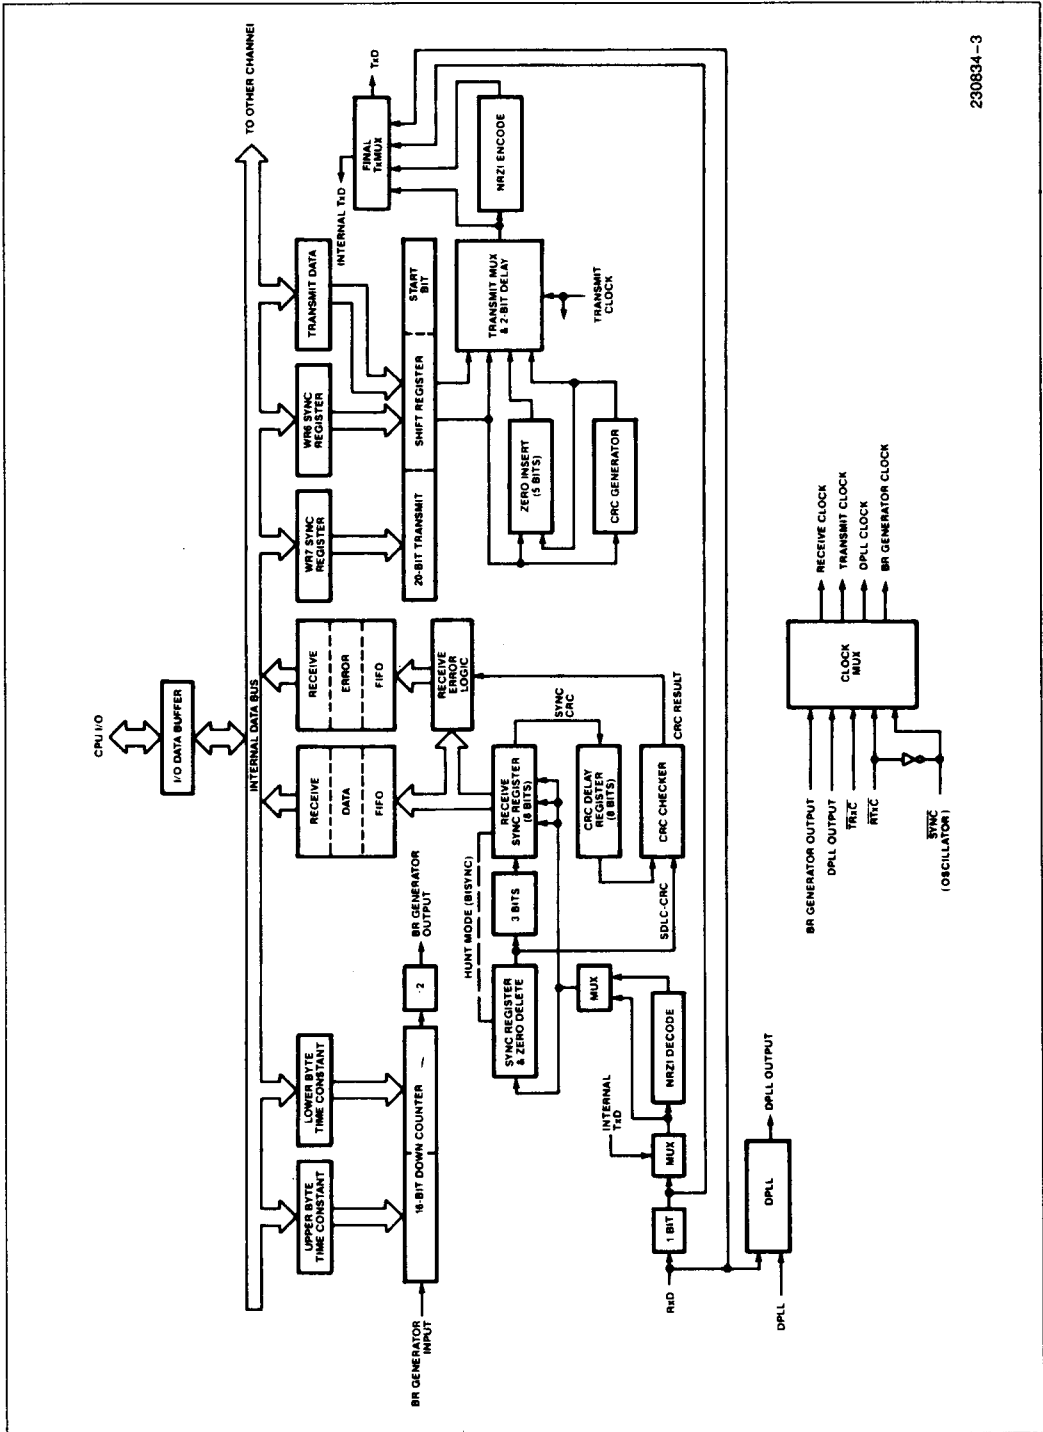 CPU I/O
I/O DATA BUFFER
INTERNAL DATA BUS
TO OTHER CHANNEL
UPPER BYTE
TIME CONSTANT
LOWER BYTE
TIME CONSTANT
BR GENERATOR
INPUT
16-BIT DOWN COUNTER
2
BR GENERATOR
OUTPUT
RECEIVE
DATA
FIFO
RECEIVE
ERROR
FIFO
RECEIVE
ERROR
LOGIC
WR7 SYNC
REGISTER
WR6 SYNC
REGISTER
TRANSMIT DATA
20-BIT TRANSMIT
SHIFT REGISTER
START
BIT
INTERNAL TxD
FINAL
TxMUX
TxD
NRZI ENCODE
TRANSMIT MUX
& 2-BIT DELAY
TRANSMIT
CLOCK
ZERO INSERT
(5 BITS)
CRC GENERATOR
HUNT MODE (BISYNC)
SYNC REGISTER
& ZERO DELETE
3 BITS
RECEIVE
SYNC REGISTER
(8 BITS)
SYNC
CRC
CRC DELAY
REGISTER
(8 BITS)
CRC CHECKER
CRC RESULT
SDLC-CRC
MUX
NRZI DECODE
INTERNAL
TxD
MUX
1 BIT
RxD
DPLL
DPLL
DPLL OUTPUT
BR GENERATOR OUTPUT
DPLL OUTPUT
TRxC
RTxC
SYNC
(OSCILLATOR)
CLOCK
MUX
RECEIVE CLOCK
TRANSMIT CLOCK
DPLL CLOCK
BR GENERATOR CLOCK
230834-3